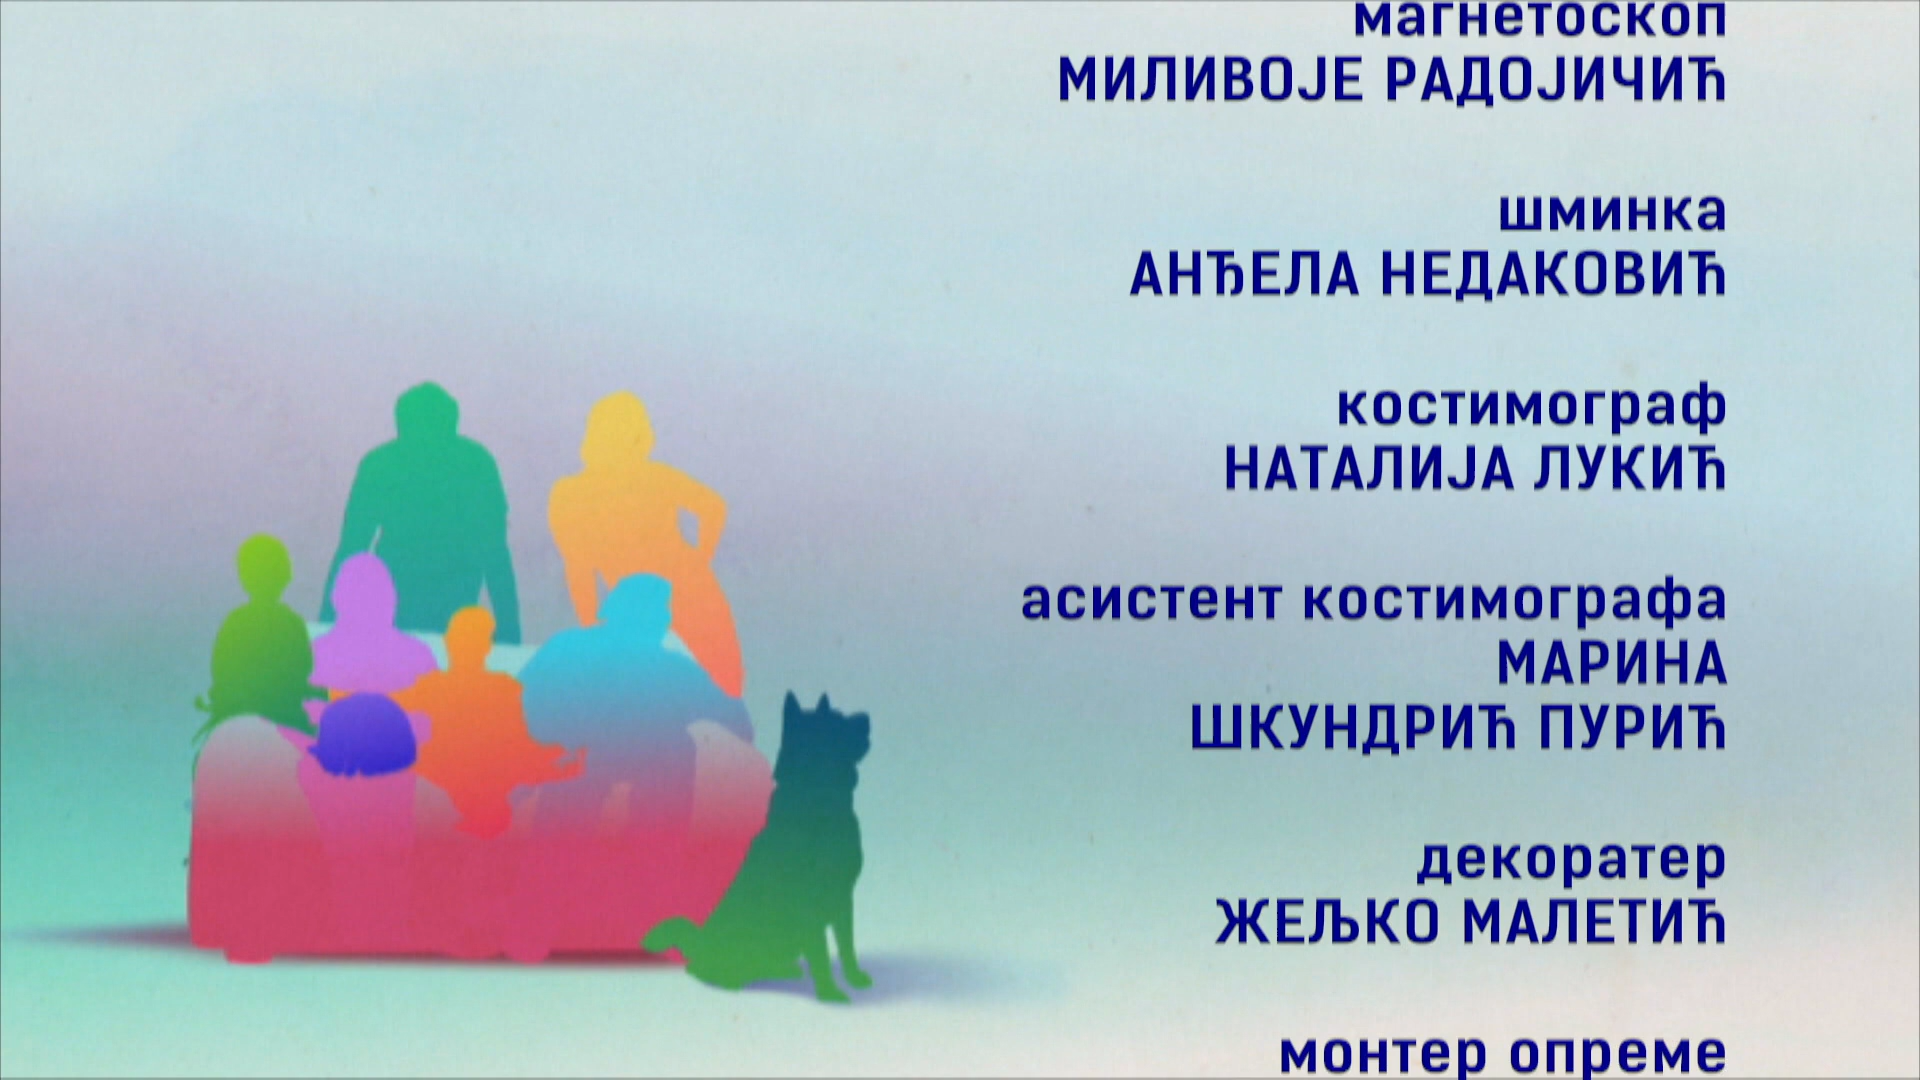 магнетоскоп
МИЛИВОЈЕ РАДОЈИЧИЋ
шминка
АНЂЕЛА НЕДАКОВИЋ
костимограф
НАТАЛИЈА ЛУКИЋ
асистент костимографа
МАРИНА
ШКУНДРИЋ ПУРИЋ
декоратер
ЖЕЉКО МАЛЕТИЋ
монтер опреме